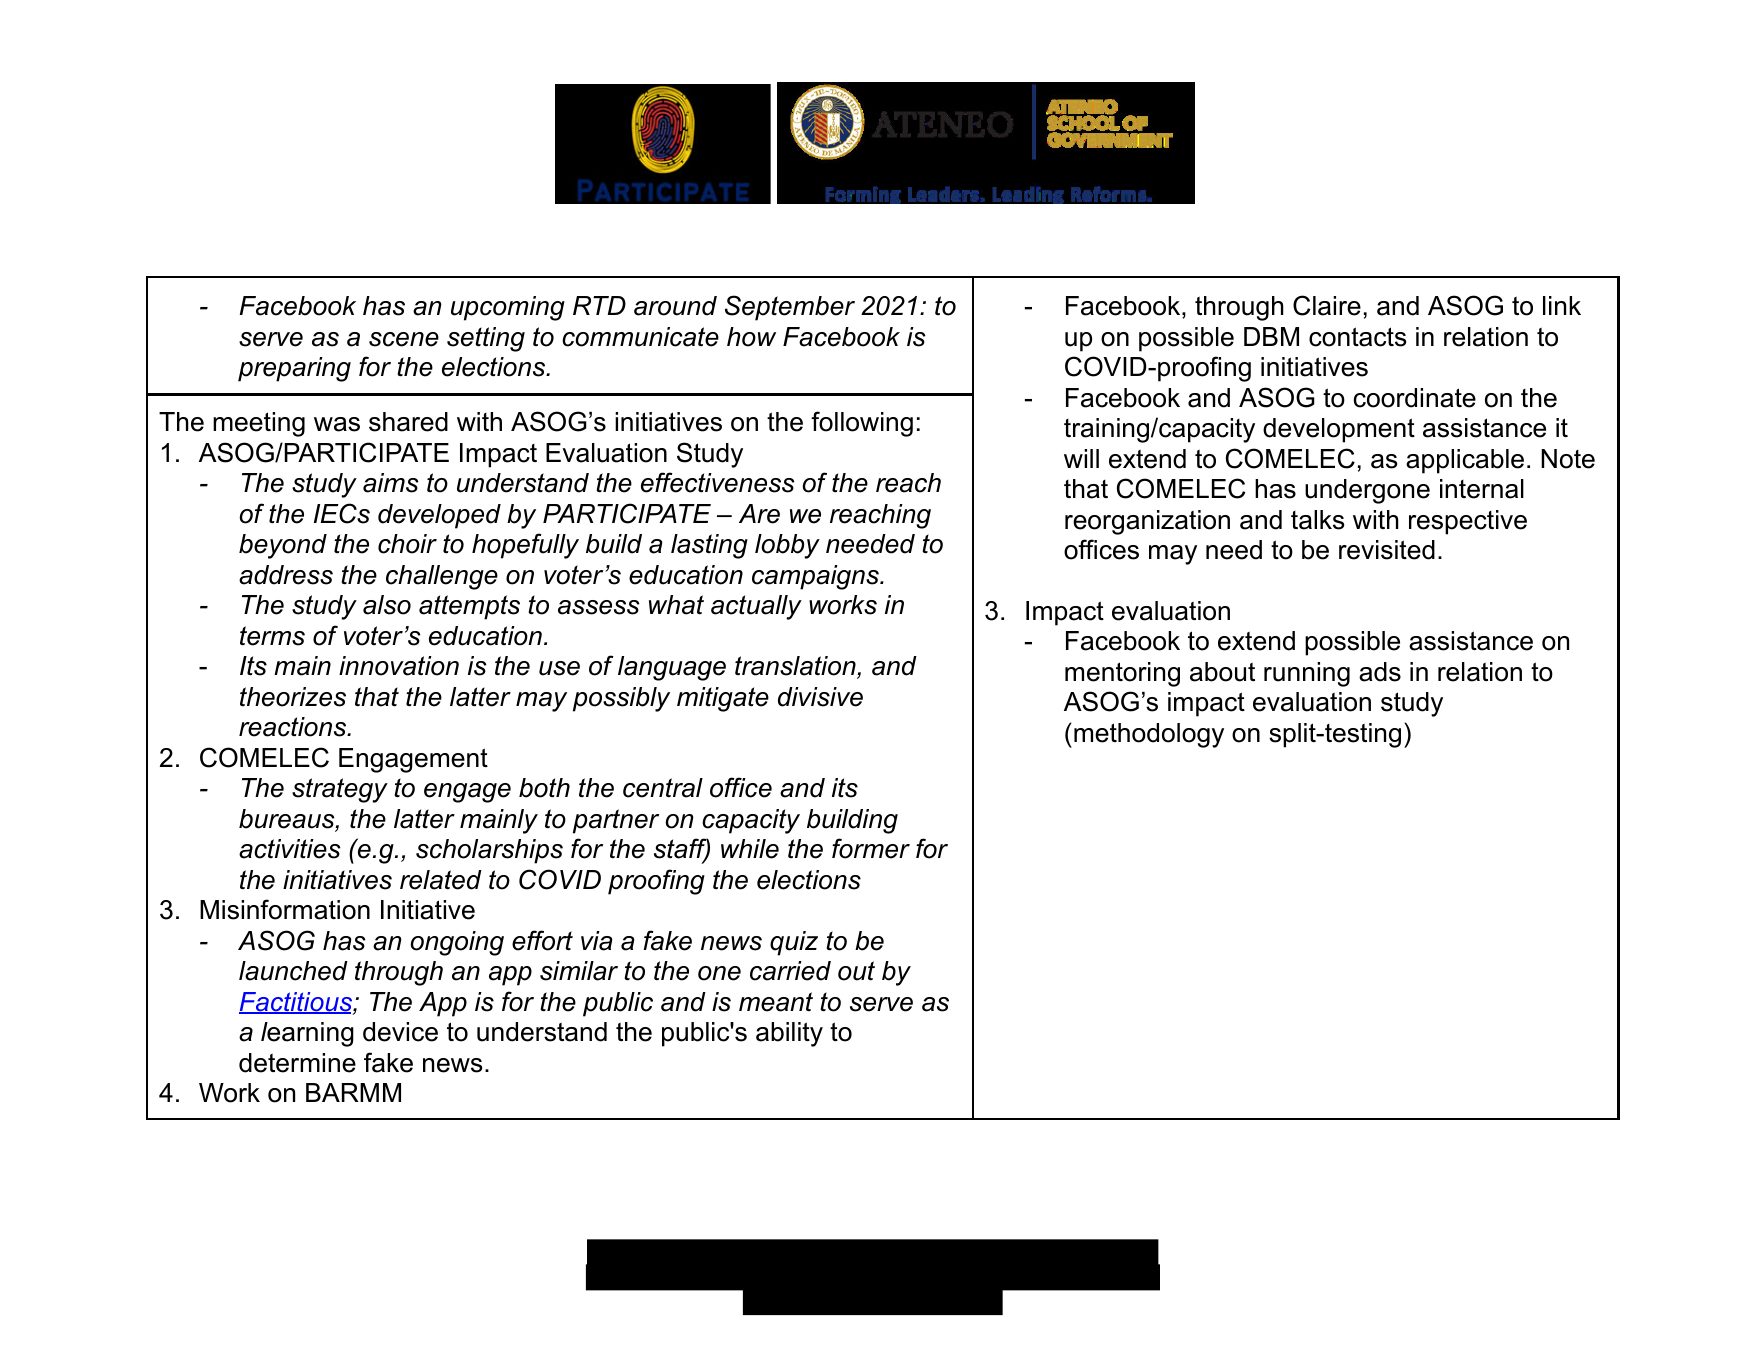 PARTICIPATE
ATENEO
ATENEO
SCHOOL OF
GOVERNMENT
Forming Leaders. Leading Reforms.
- Facebook has an upcoming RTD around September 2021: to
serve as a scene setting to communicate how Facebook is
preparing for the elections.
The meeting was shared with ASOG’s initiatives on the following:
1. ASOG/PARTICIPATE Impact Evaluation Study
- The study aims to understand the effectiveness of the reach
of the IECs developed by PARTICIPATE – Are we reaching
beyond the choir to hopefully build a lasting lobby needed to
address the challenge on voter’s education campaigns.
- The study also attempts to assess what actually works in
terms of voter’s education.
- Its main innovation is the use of language translation, and
theorizes that the latter may possibly mitigate divisive
reactions.
2. COMELEC Engagement
- The strategy to engage both the central office and its
bureaus, the latter mainly to partner on capacity building
activities (e.g., scholarships for the staff) while the former for
the initiatives related to COVID proofing the elections
3. Misinformation Initiative
- ASOG has an ongoing effort via a fake news quiz to be
launched through an app similar to the one carried out by
Factitious; The App is for the public and is meant to serve as
a learning device to understand the public's ability to
determine fake news.
4. Work on BARMM
- Facebook, through Claire, and ASOG to link
up on possible DBM contacts in relation to
COVID-proofing initiatives
- Facebook and ASOG to coordinate on the
training/capacity development assistance it
will extend to COMELEC, as applicable. Note
that COMELEC has undergone internal
reorganization and talks with respective
offices may need to be revisited.
3. Impact evaluation
- Facebook to extend possible assistance on
mentoring about running ads in relation to
ASOG’s impact evaluation study
(methodology on split-testing)